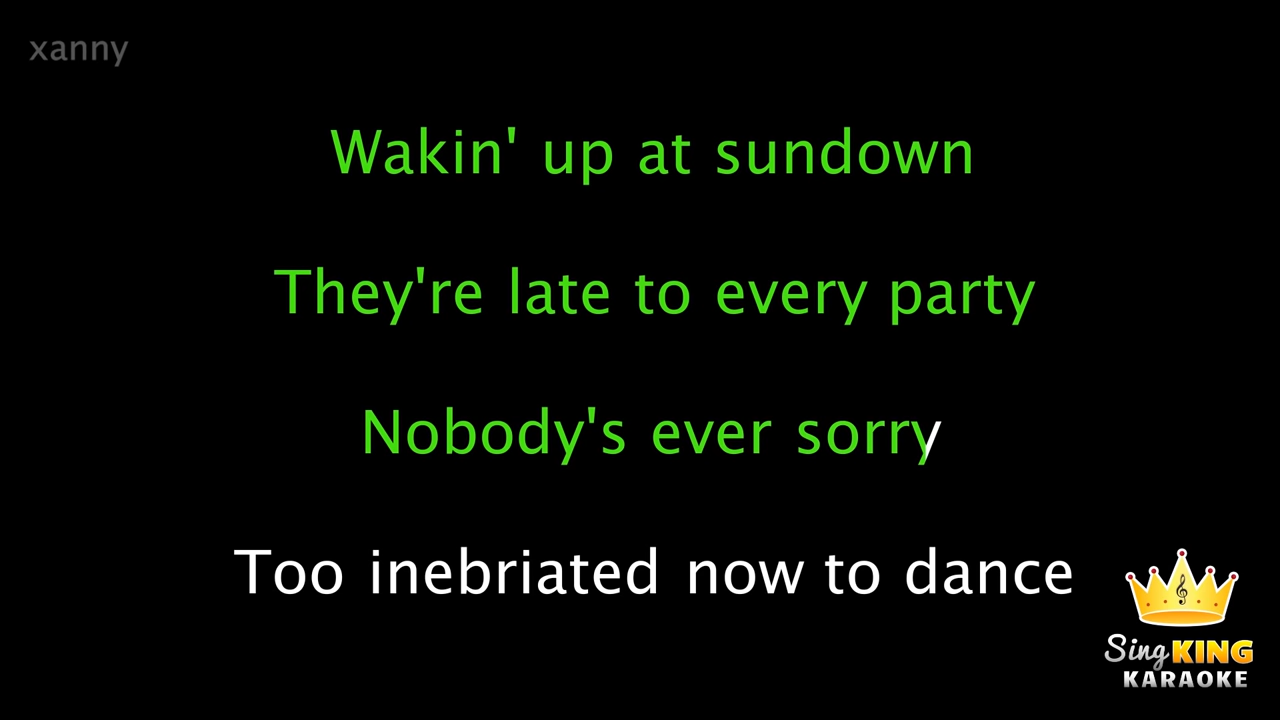 xanny
Wakin' up at sundown
They're late to every party
Nobody's ever sorry
Too inebriated now to dance
Sing KING
KARAOKE